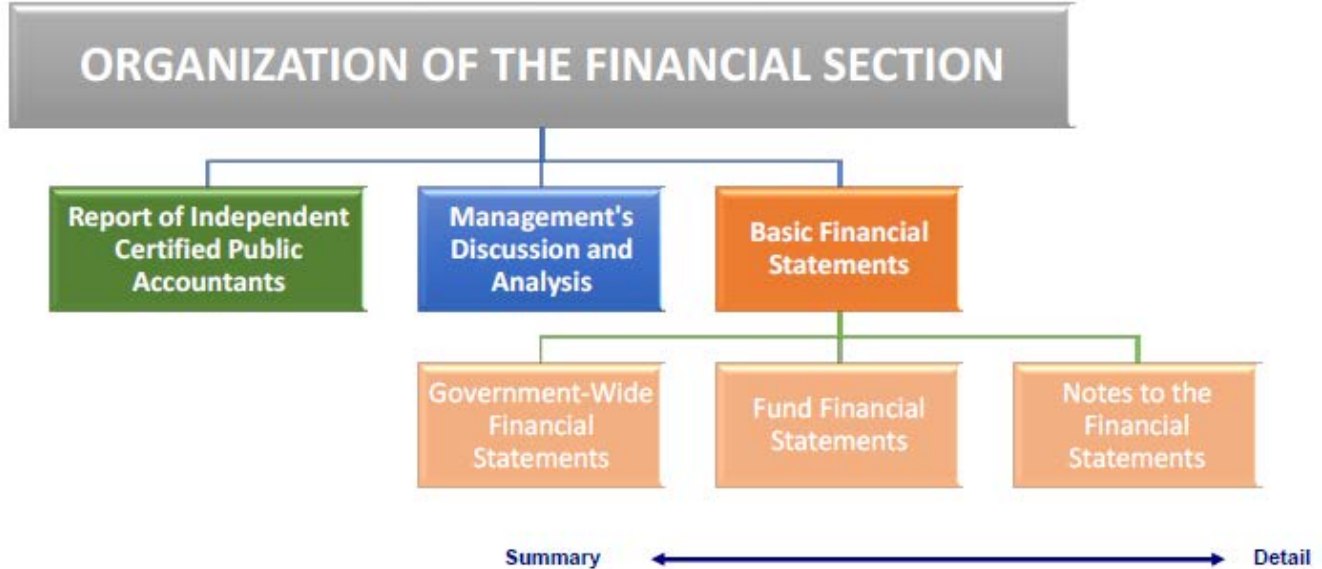 ORGANIZATION OF THE FINANCIAL SECTION
Report of Independent
Certified Public
Accountants
Management's
Discussion and
Analysis
Basic Financial
Statements
Government-Wide
Financial
Statements
Fund Financial
Statements
Notes to the
Financial
Statements
Summary
Detail